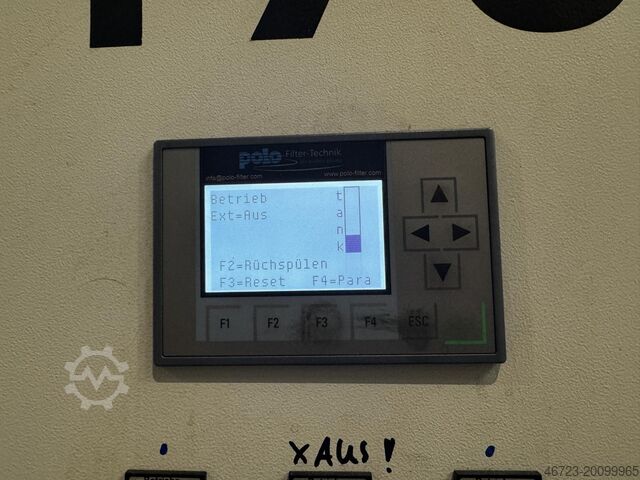 polo Filter-Technik
info@polo-filter.com www.polo-filter.com
Betrieb t
Ext=Aus a
n
k
F2=Rüchspülen
F3=Reset F4=Para
F1 F2 F3 F4 ESC
XAUS!
46723-20099965